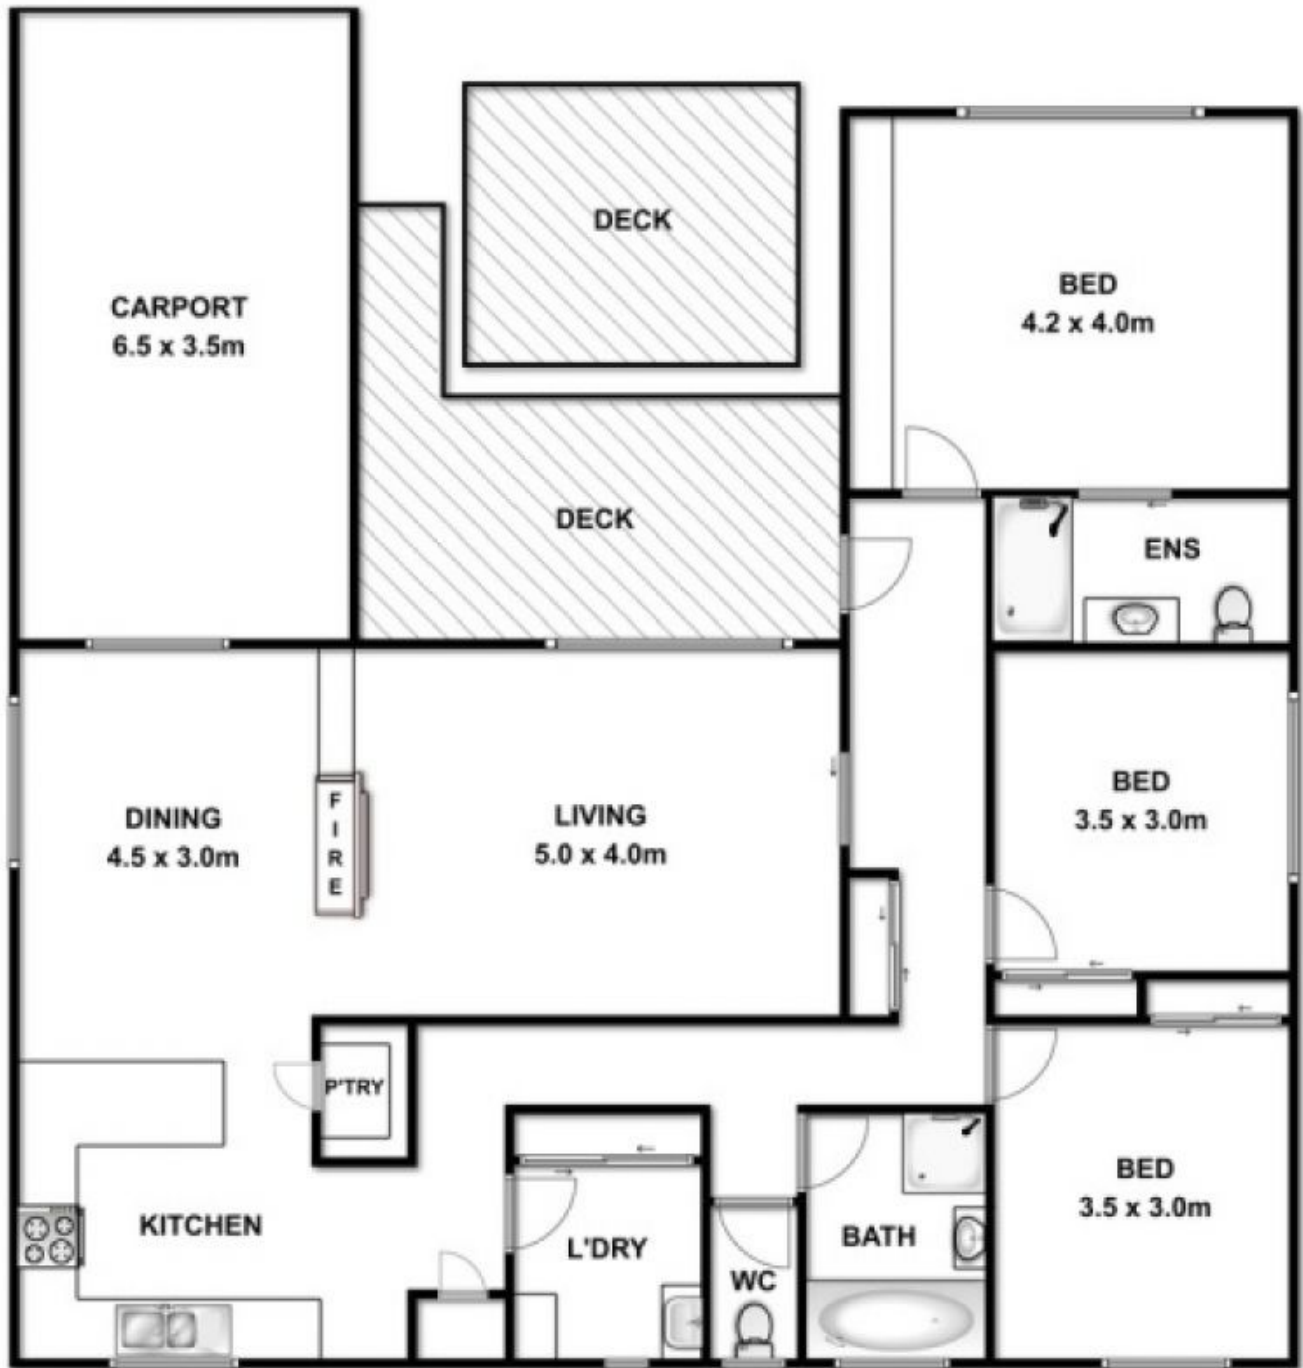 CARPORT
6.5 x 3.5m
DECK
BED
4.2 x 4.0m
DECK
ENS
DINING
4.5 x 3.0m
F
I
R
E
LIVING
5.0 x 4.0m
BED
3.5 x 3.0m
P'TRY
KITCHEN
L'DRY
WC
BATH
BED
3.5 x 3.0m